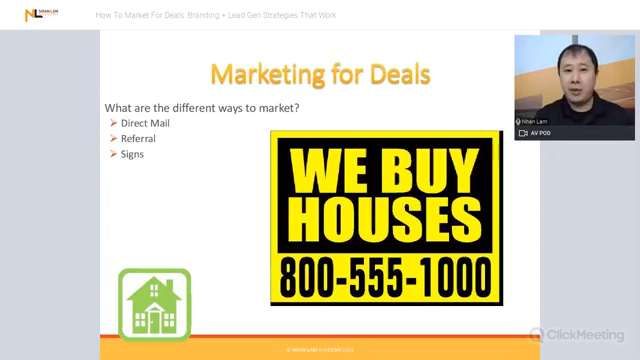 NL NHAN LAM
How To Market For Deals: Branding + Lead Gen Strategies That Work
Marketing for Deals
What are the different ways to market?
Direct Mail
Referral
Signs
WE BUY
HOUSES
800-555-1000
Nhan Lam
AV POD
ClickMeeting